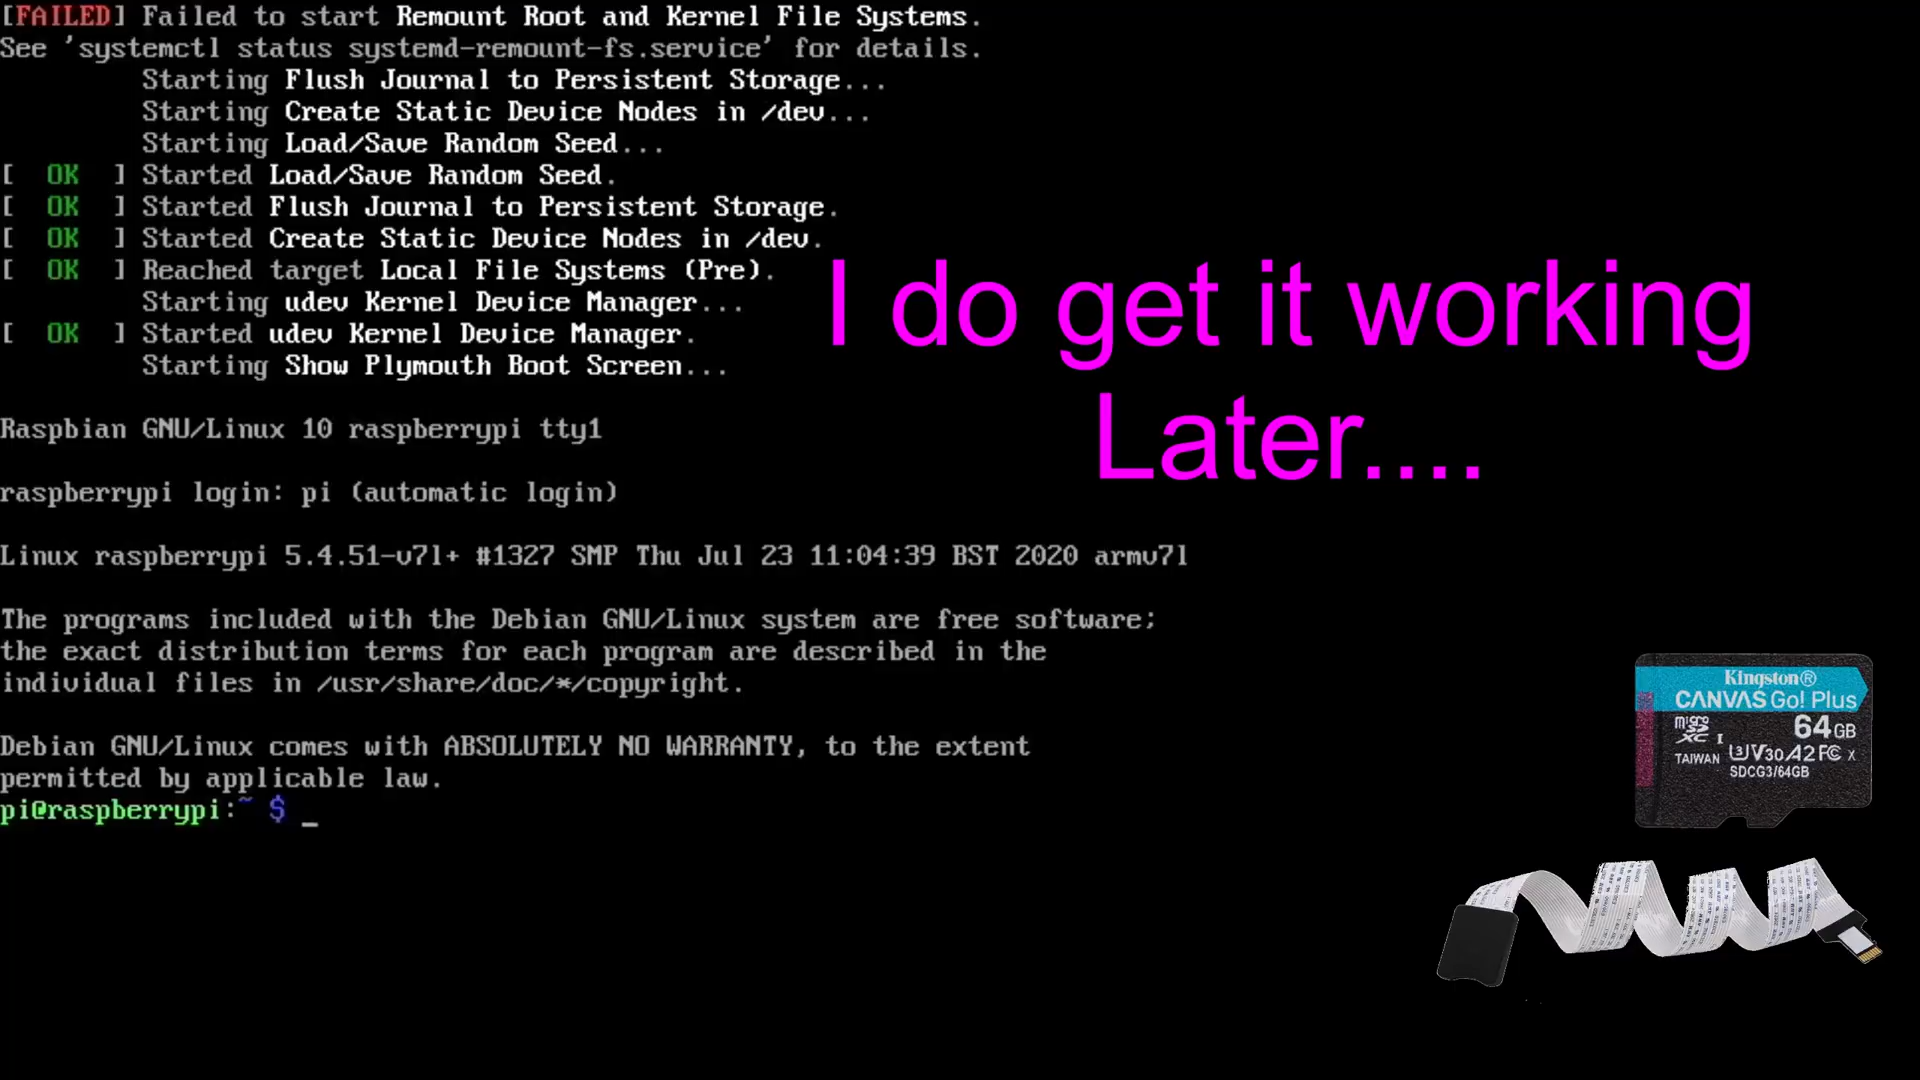 [FAILED] Failed to start Remount Root and Kernel File Systems.
See 'systemctl status systemd-remount-fs.service' for details.
Starting Flush Journal to Persistent Storage...
Starting Create Static Device Nodes in /dev...
Starting Load/Save Random Seed...
[  OK  ] Started Load/Save Random Seed.
[  OK  ] Started Flush Journal to Persistent Storage.
[  OK  ] Started Create Static Device Nodes in /dev.
[  OK  ] Reached target Local File Systems (Pre).
Starting udev Kernel Device Manager...
[  OK  ] Started udev Kernel Device Manager.
Starting Show Plymouth Boot Screen...
Raspbian GNU/Linux 10 raspberrypi tty1
raspberrypi login: pi (automatic login)
Linux raspberrypi 5.4.51-v7l+ #1327 SMP Thu Jul 23 11:04:39 BST 2020 armv7l
The programs included with the Debian GNU/Linux system are free software;
the exact distribution terms for each program are described in the
individual files in /usr/share/doc/*/copyright.
Debian GNU/Linux comes with ABSOLUTELY NO WARRANTY, to the extent
permitted by applicable law.
pi@raspberrypi:~ $ _
I do get it working
Later....
Kingston®
CANVAS Go! Plus
micro SD XC I
64GB
TAIWAN U3 V30 A2 FC X
SDCG3/64GB